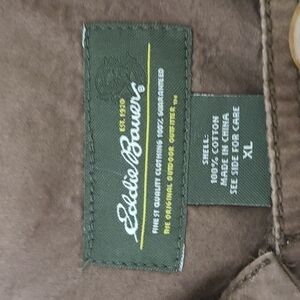 EST. 1920
Eddie Bauer®
FINEST QUALITY CLOTHING 100% GUARANTEED
THE ORIGINAL OUTDOOR OUTFITTER™
SHELL:
100% COTTON
MADE IN CHINA
SEE SIDE FOR CARE
XL